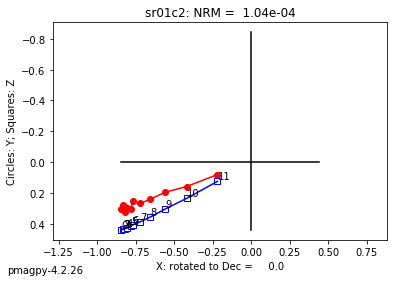 sr01c2: NRM = 1.04e-04
Circles: Y; Squares: Z
−0.8
−0.6
−0.4
−0.2
0.0
0.2
0.4
7
8
9
10
11
−1.25 −1.00 −0.75 −0.50 −0.25 0.00 0.25 0.50 0.75
X: rotated to Dec = 0.0
pmagpy-4.2.26